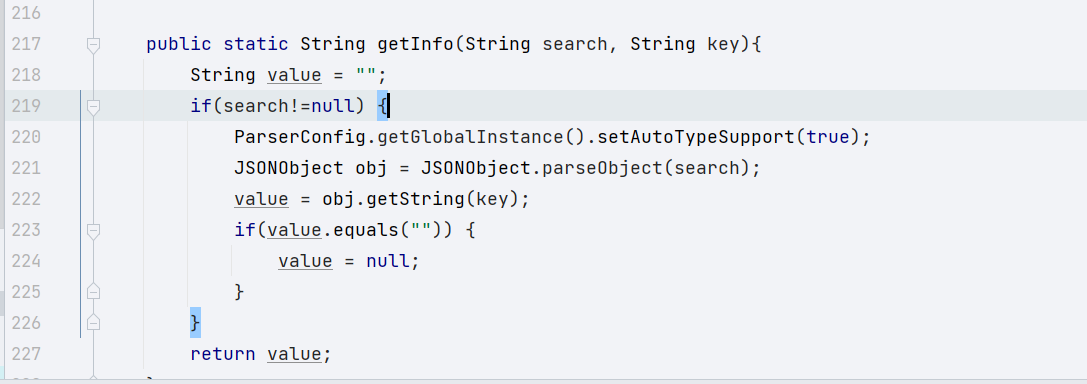 216
217 public static String getInfo(String search, String key){
218 String value = "";
219 if(search!=null) {
220 ParserConfig.getGlobalInstance().setAutoTypeSupport(true);
221 JSONObject obj = JSONObject.parseObject(search);
222 value = obj.getString(key);
223 if(value.equals("")) {
224 value = null;
225 }
226 }
227 return value;